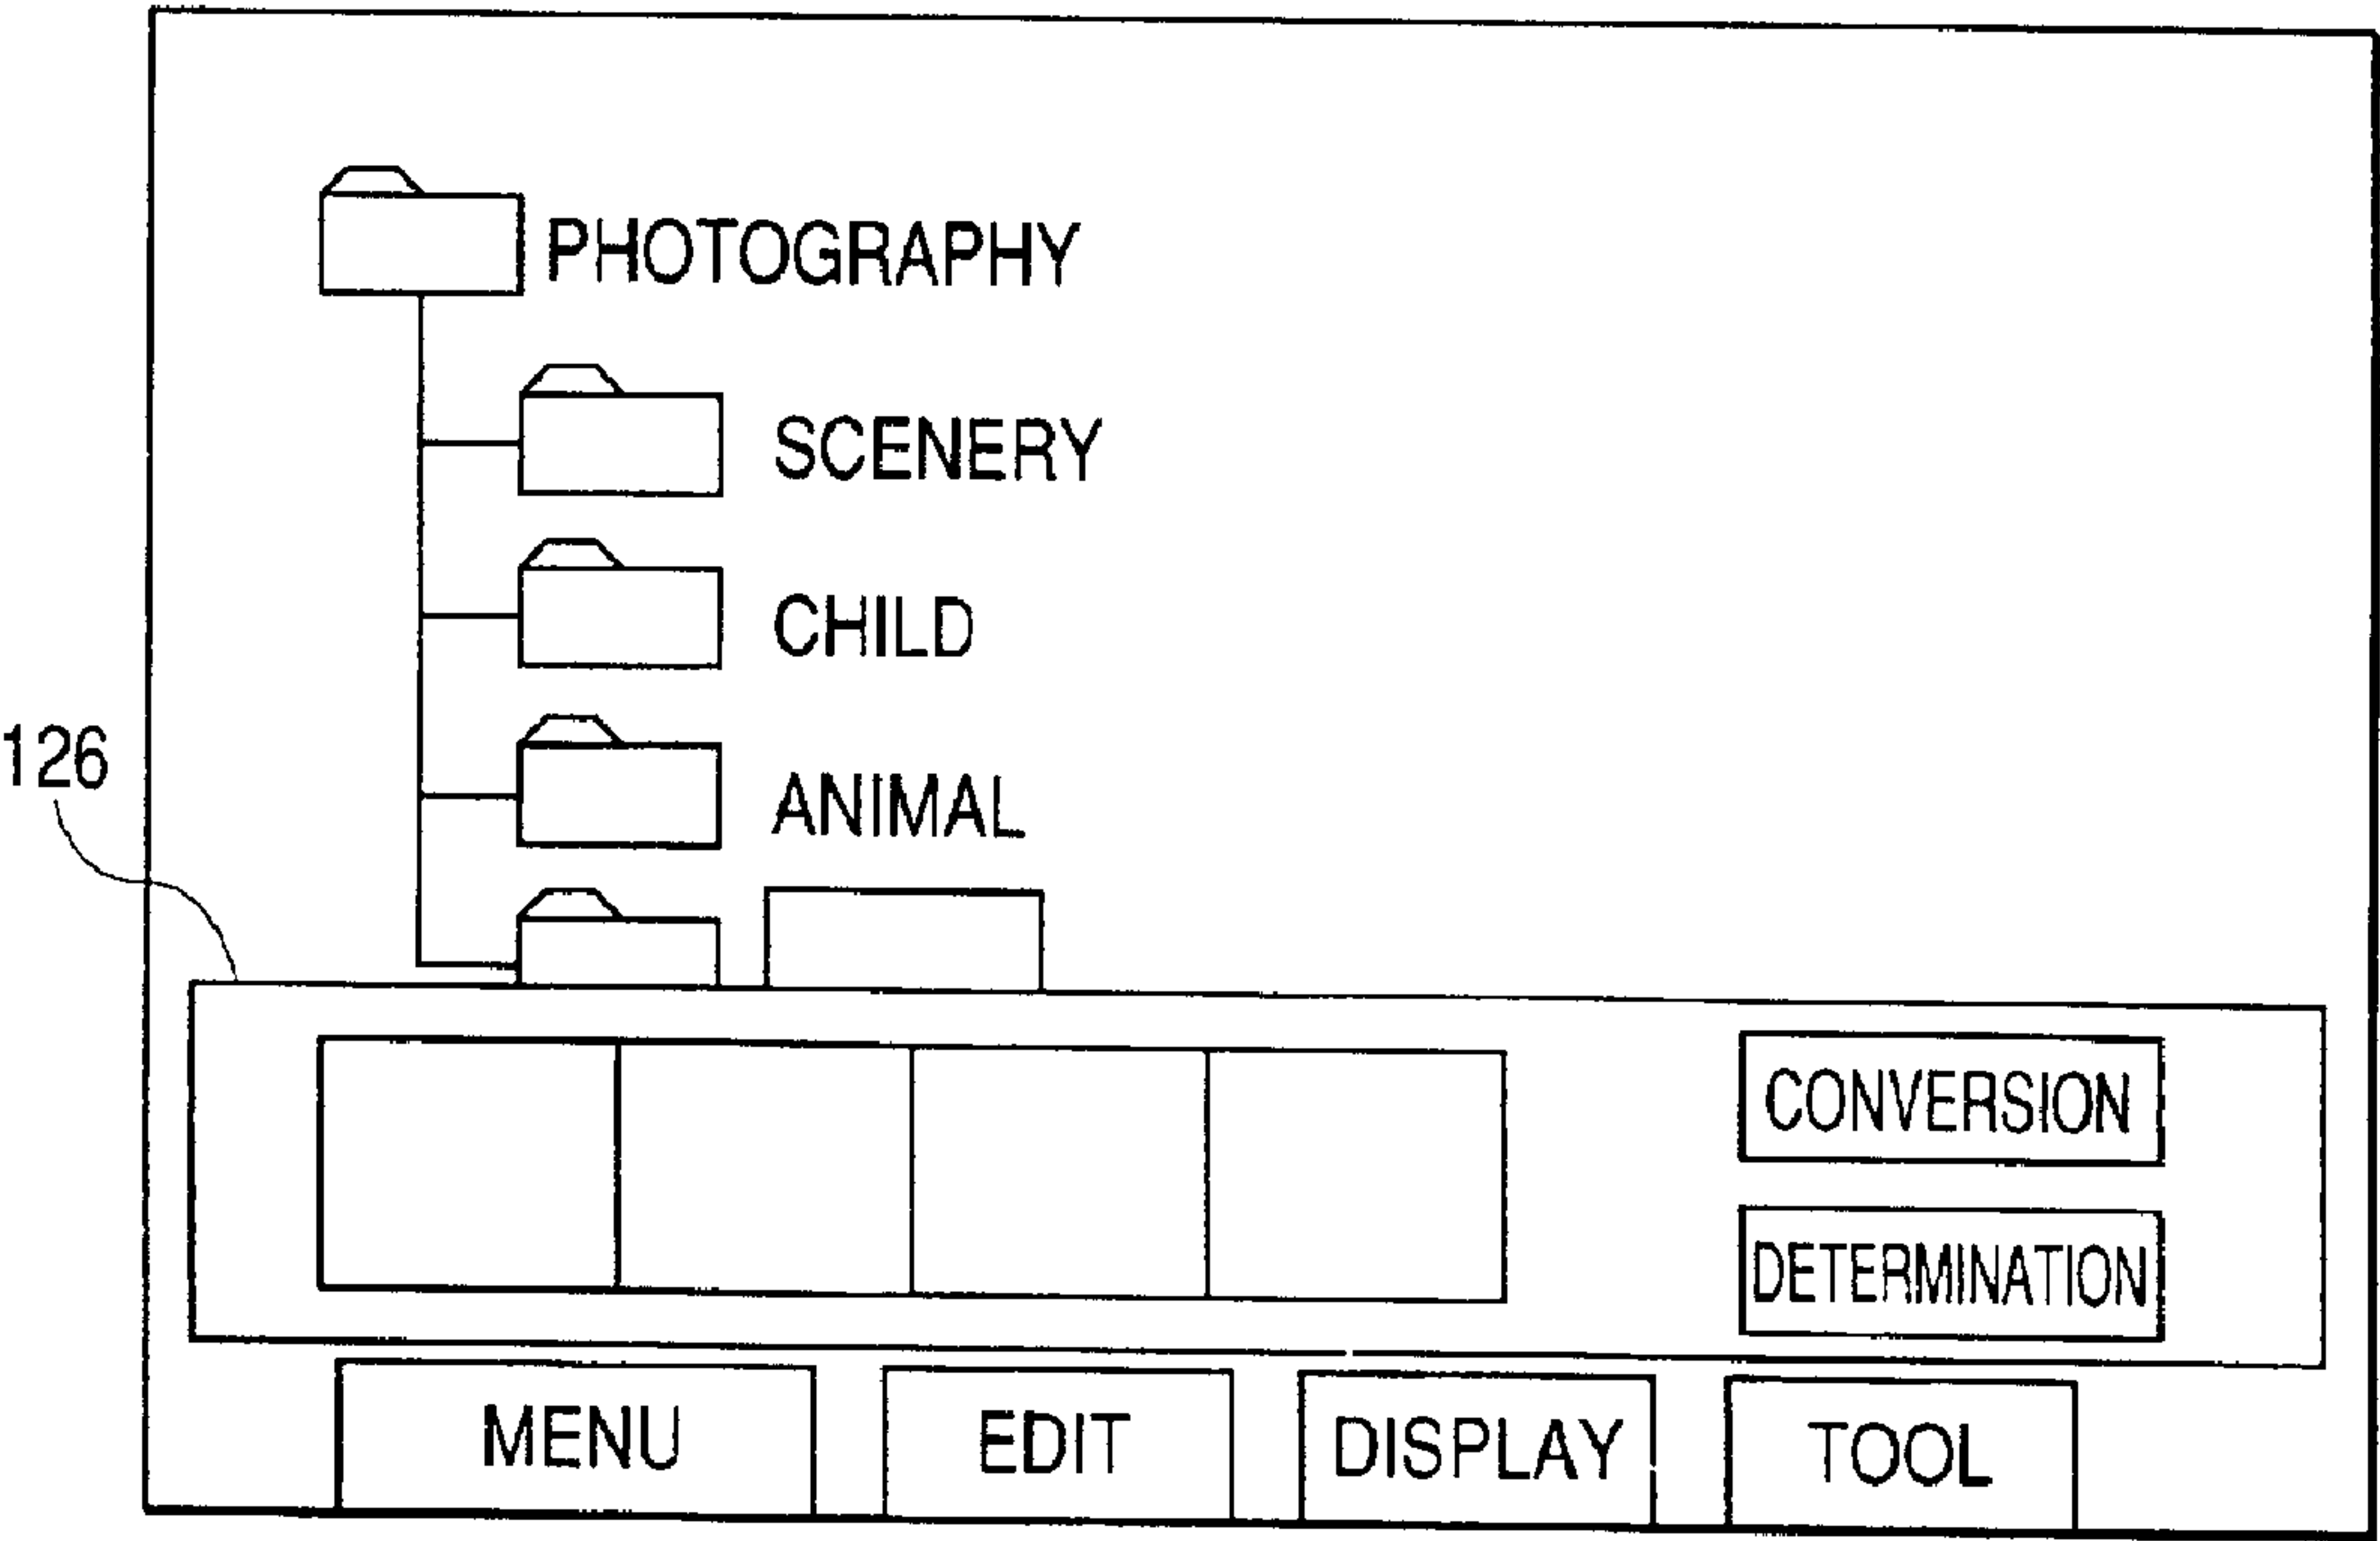 PHOTOGRAPHY
SCENERY
CHILD
ANIMAL
126
CONVERSION
DETERMINATION
MENU EDIT DISPLAY TOOL